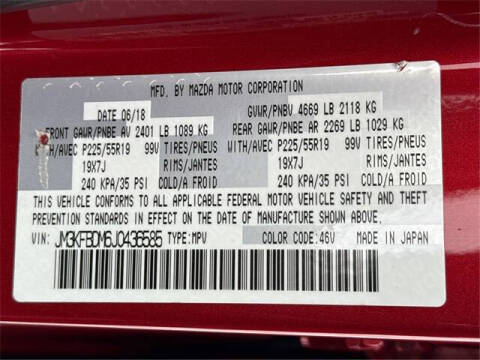 MFD. BY MAZDA MOTOR CORPORATION
DATE 06/18 GVWR/PNBV 4669 LB 2118 KG
FRONT GAWR/PNBE AV 2401 LB 1089 KG REAR GAWR/PNBE AR 2269 LB 1029 KG
WITH/AVEC P225/55R19 99V TIRES/PNEUS WITH/AVEC P225/55R19 99V TIRES/PNEUS
19X7J RIMS/JANTES 19X7J RIMS/JANTES
240 KPA/35 PSI COLD/A FROID 240 KPA/35 PSI COLD/A FROID
THIS VEHICLE CONFORMS TO ALL APPLICABLE FEDERAL MOTOR VEHICLE SAFETY AND THEFT
PREVENTION STANDARDS IN EFFECT ON THE DATE OF MANUFACTURE SHOWN ABOVE.
VIN: JM3KFBDM6J0436585 TYPE:MPV COLOR CODE:46V MADE IN JAPAN